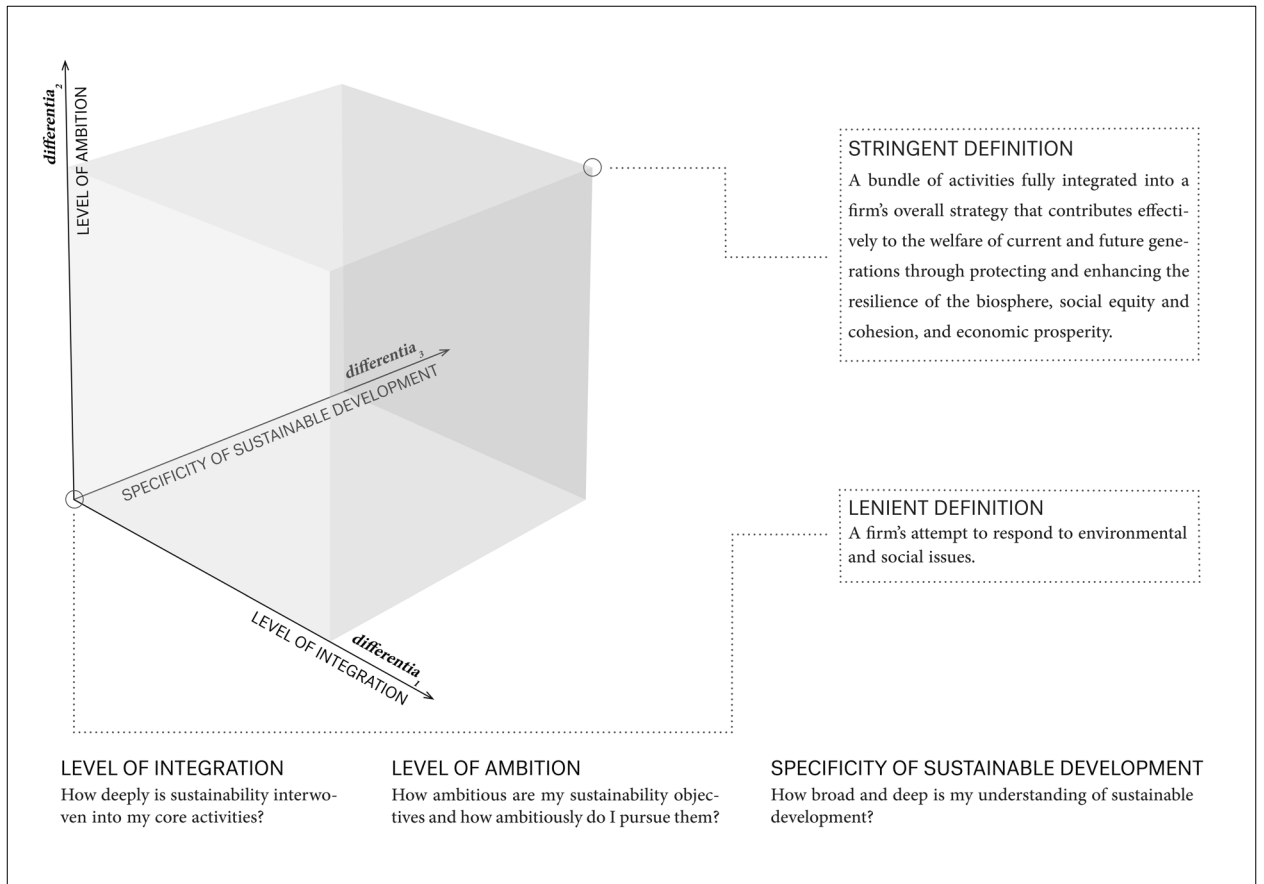 differentia2
LEVEL OF AMBITION
differentia3
SPECIFICITY OF SUSTAINABLE DEVELOPMENT
differentia1
LEVEL OF INTEGRATION
STRINGENT DEFINITION
A bundle of activities fully integrated into a
firm's overall strategy that contributes effecti-
vely to the welfare of current and future gene-
rations through protecting and enhancing the
resilience of the biosphere, social equity and
cohesion, and economic prosperity.
LENIENT DEFINITION
A firm's attempt to respond to environmental
and social issues.
LEVEL OF INTEGRATION
How deeply is sustainability interwo-
ven into my core activities?
LEVEL OF AMBITION
How ambitious are my sustainability objec-
tives and how ambitiously do I pursue them?
SPECIFICITY OF SUSTAINABLE DEVELOPMENT
How broad and deep is my understanding of sustainable
development?